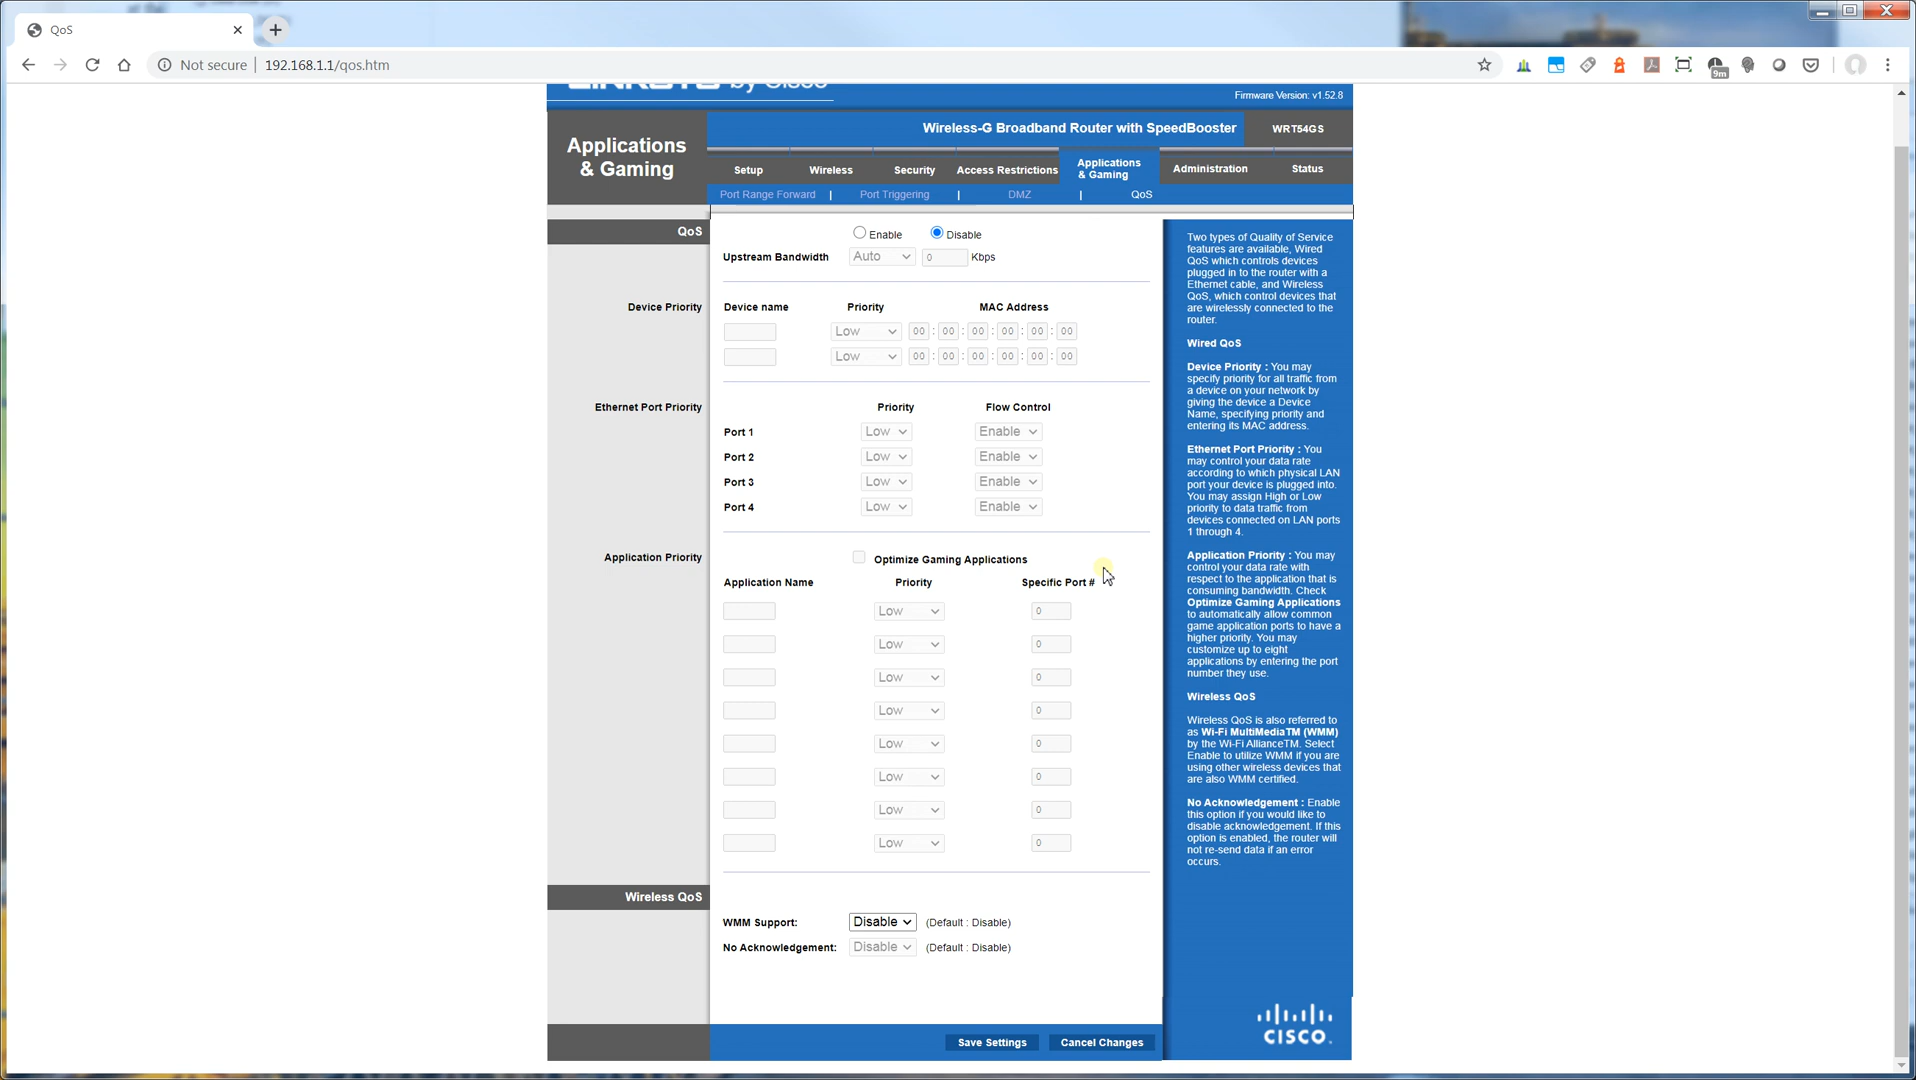 QoS
Not secure | 192.168.1.1/qos.htm
9m
LINKSYS by Cisco
Firmware Version: v1.52.8
Wireless-G Broadband Router with SpeedBooster WRT54GS
Applications
& Gaming
Setup Wireless Security Access Restrictions Applications & Gaming Administration Status
Port Range Forward | Port Triggering | DMZ | QoS
QoS
Enable Disable
Upstream Bandwidth Auto 0 Kbps
Device Priority Device name Priority MAC Address
Low 00 : 00 : 00 : 00 : 00 : 00
Low 00 : 00 : 00 : 00 : 00 : 00
Ethernet Port Priority Priority Flow Control
Port 1 Low Enable
Port 2 Low Enable
Port 3 Low Enable
Port 4 Low Enable
Application Priority Optimize Gaming Applications
Application Name Priority Specific Port #
Low 0
Low 0
Low 0
Low 0
Low 0
Low 0
Low 0
Low 0
Wireless QoS
WMM Support: Disable (Default : Disable)
No Acknowledgement: Disable (Default : Disable)
Save Settings Cancel Changes
Two types of Quality of Service
features are available, Wired
QoS which controls devices
plugged in to the router with a
Ethernet cable, and Wireless
QoS, which control devices that
are wirelessly connected to the
router.
Wired QoS
Device Priority : You may
specify priority for all traffic from
a device on your network by
giving the device a Device
Name, specifying priority and
entering its MAC address.
Ethernet Port Priority : You
may control your data rate
according to which physical LAN
port your device is plugged into.
You may assign High or Low
priority to data traffic from
devices connected on LAN ports
1 through 4.
Application Priority : You may
control your data rate with
respect to the application that is
consuming bandwidth. Check
Optimize Gaming Applications
to automatically allow common
game application ports to have a
higher priority. You may
customize up to eight
applications by entering the port
number they use.
Wireless QoS
Wireless QoS is also referred to
as Wi-Fi MultiMediaTM (WMM)
by the Wi-Fi AllianceTM. Select
Enable to utilize WMM if you are
using other wireless devices that
are also WMM certified.
No Acknowledgement : Enable
this option if you would like to
disable acknowledgement. If this
option is enabled, the router will
not re-send data if an error
occurs.
CISCO.